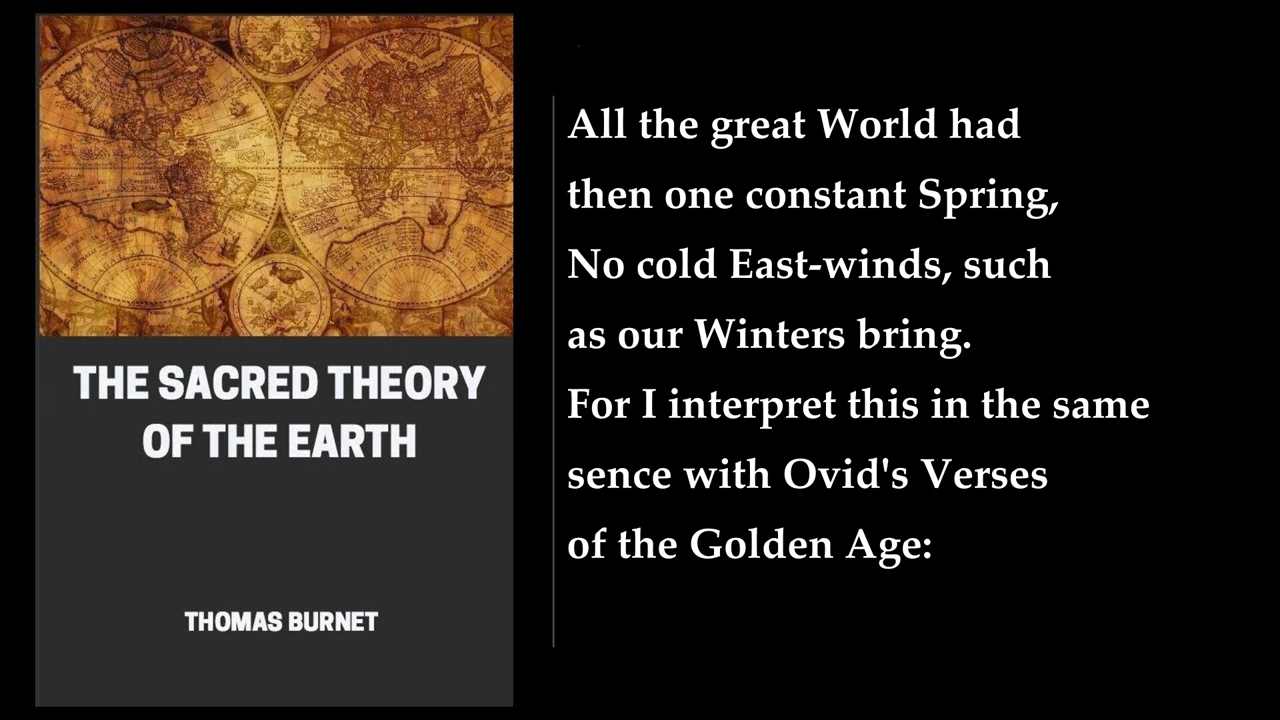 THE SACRED THEORY
OF THE EARTH
THOMAS BURNET
All the great World had
then one constant Spring,
No cold East-winds, such
as our Winters bring.
For I interpret this in the same
sence with Ovid's Verses
of the Golden Age: